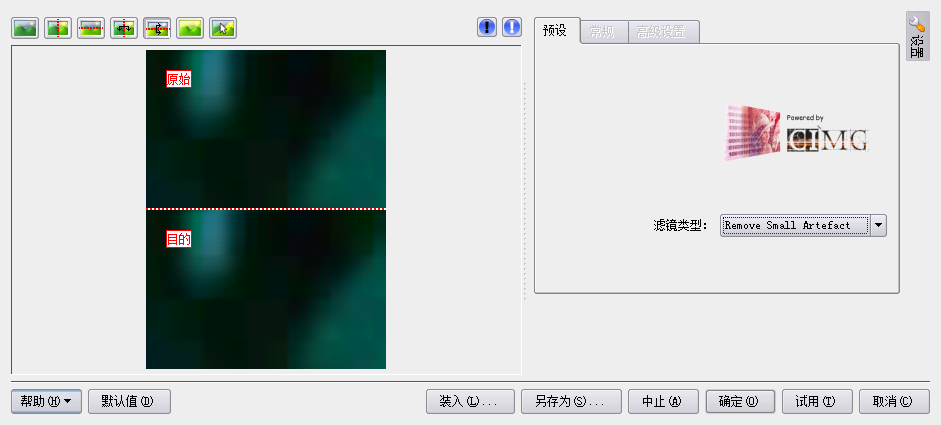 预设
常规
高级设置
设置
原始
目的
Powered by
CIMG
滤镜类型:
Remove Small Artefact
帮助(H)
默认值(D)
装入(L)...
另存为(S)...
中止(A)
确定(O)
试用(T)
取消(C)